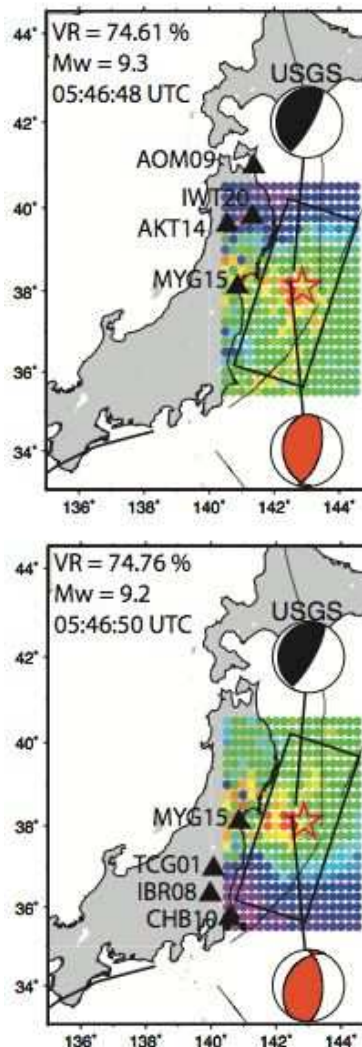 44˚
VR = 74.61 %
Mw = 9.3
05:46:48 UTC
USGS
42˚
AOM09
IWT20
40˚
AKT14
MYG15
38˚
36˚
34˚
136˚ 138˚ 140˚ 142˚ 144˚
44˚
VR = 74.76 %
Mw = 9.2
05:46:50 UTC
USGS
42˚
40˚
MYG15
38˚
TCG01
IBR08
36˚
CHB10
34˚
136˚ 138˚ 140˚ 142˚ 144˚